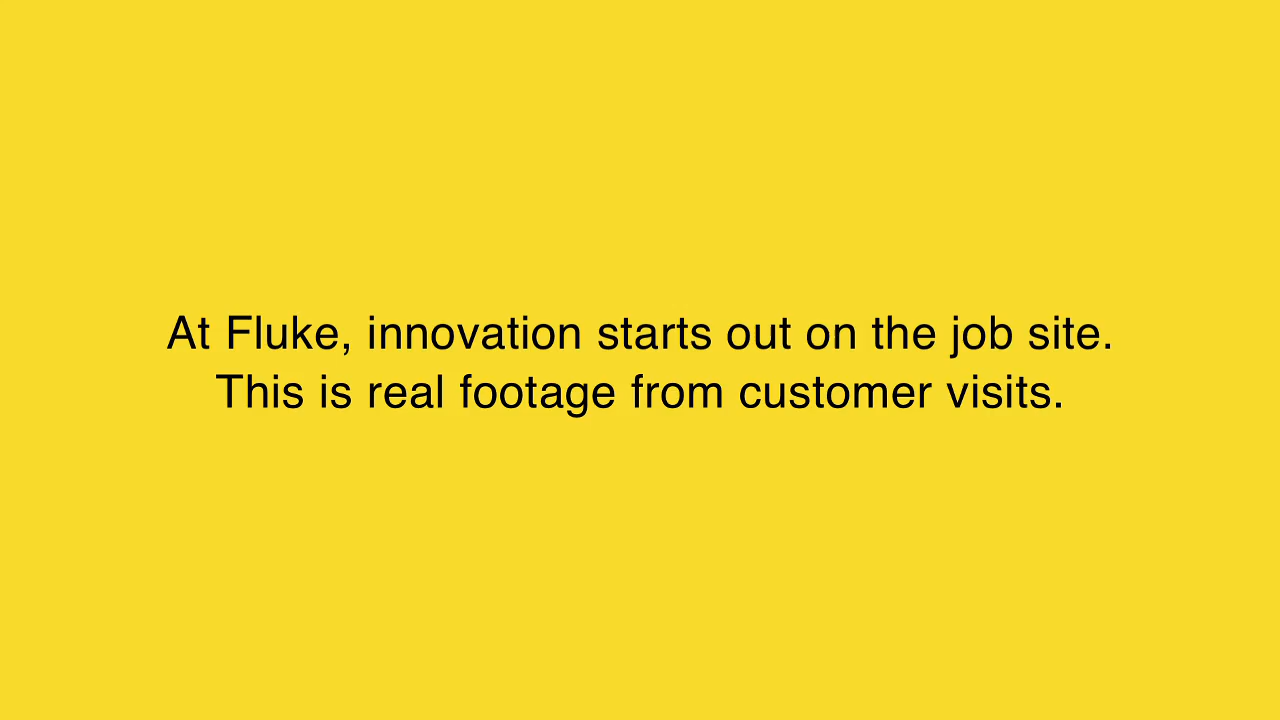 At Fluke, innovation starts out on the job site.
This is real footage from customer visits.